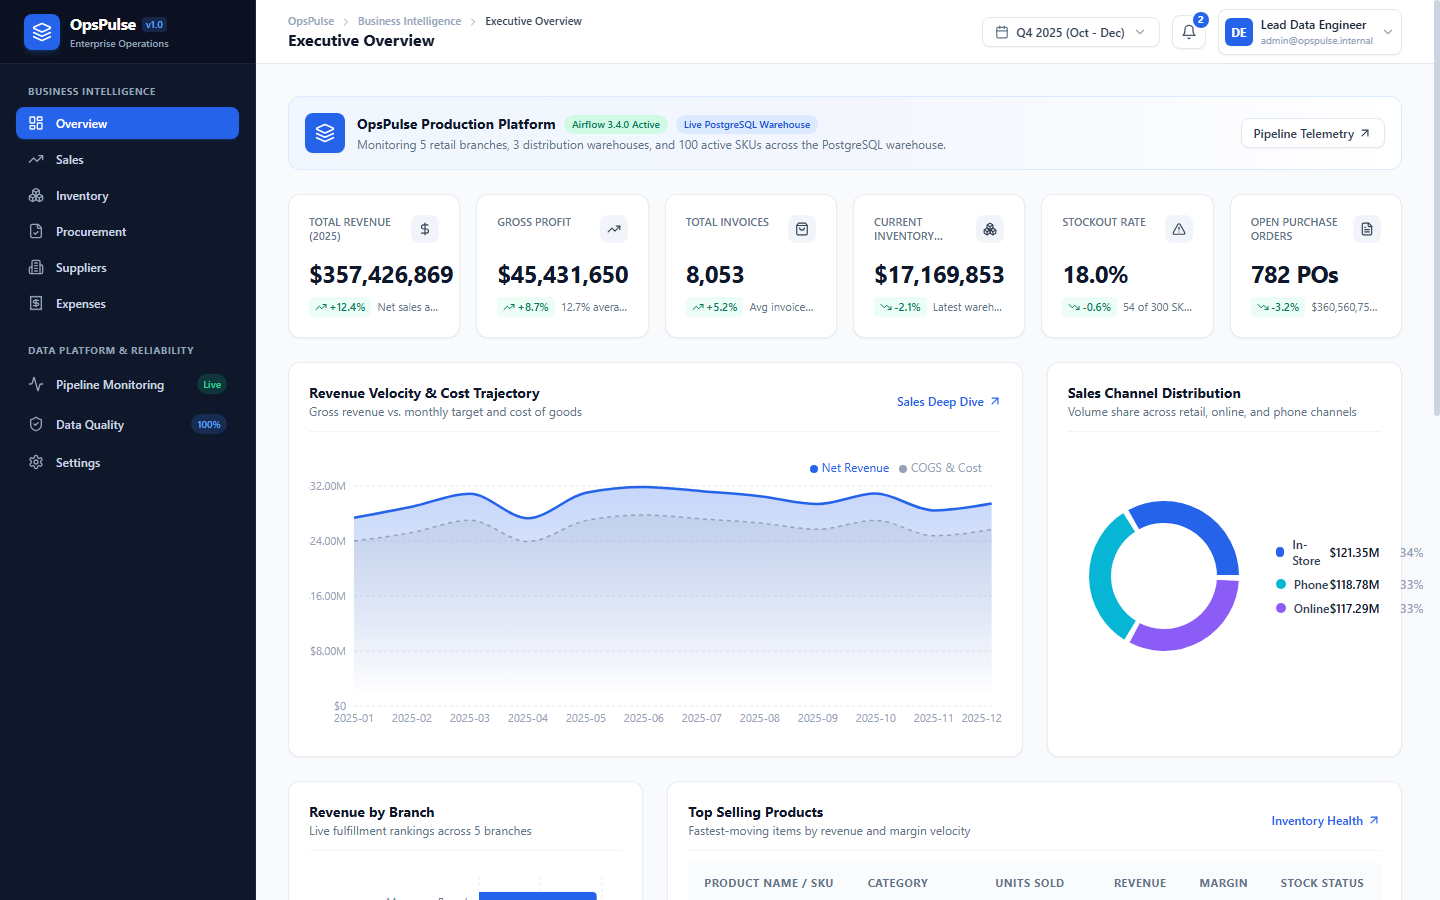 OpsPulse v1.0
Enterprise Operations
BUSINESS INTELLIGENCE
Overview
Sales
Inventory
Procurement
Suppliers
Expenses
DATA PLATFORM & RELIABILITY
Pipeline Monitoring Live
Data Quality 100%
Settings
OpsPulse > Business Intelligence > Executive Overview
Executive Overview
Q4 2025 (Oct - Dec)
2
DE
Lead Data Engineer
admin@opspulse.internal
OpsPulse Production Platform Airflow 3.4.0 Active Live PostgreSQL Warehouse
Monitoring 5 retail branches, 3 distribution warehouses, and 100 active SKUs across the PostgreSQL warehouse.
Pipeline Telemetry
TOTAL REVENUE
(2025)
$357,426,869
+12.4% Net sales a...
GROSS PROFIT
$45,431,650
+8.7% 12.7% avera...
TOTAL INVOICES
8,053
+5.2% Avg invoice...
CURRENT
INVENTORY...
$17,169,853
-2.1% Latest wareh...
STOCKOUT RATE
18.0%
-0.6% 54 of 300 SK...
OPEN PURCHASE
ORDERS
782 POs
-3.2% $360,560,75...
Revenue Velocity & Cost Trajectory
Gross revenue vs. monthly target and cost of goods
Sales Deep Dive
Net Revenue COGS & Cost
32.00M
24.00M
16.00M
$8.00M
$0
2025-01 2025-02 2025-03 2025-04 2025-05 2025-06 2025-07 2025-08 2025-09 2025-10 2025-11 2025-12
Sales Channel Distribution
Volume share across retail, online, and phone channels
In-
Store $121.35M 34%
Phone $118.78M 33%
Online $117.29M 33%
Revenue by Branch
Live fulfillment rankings across 5 branches
Top Selling Products
Fastest-moving items by revenue and margin velocity
Inventory Health
PRODUCT NAME / SKU CATEGORY UNITS SOLD REVENUE MARGIN STOCK STATUS